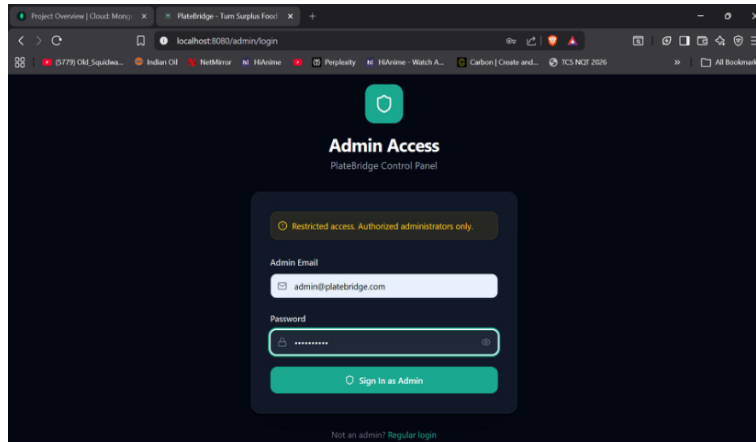 Project Overview | Cloud: Mong
PlateBridge - Turn Surplus Food
localhost:8080/admin/login
(5779) Old_Squidwa...
Indian Oil
NetMirror
HiAnime
Perplexity
HiAnime - Watch A...
Carbon | Create and...
TCS NQT 2026
All Bookmark
Admin Access
PlateBridge Control Panel
Restricted access. Authorized administrators only.
Admin Email
admin@platebridge.com
Password
Sign In as Admin
Not an admin? Regular login